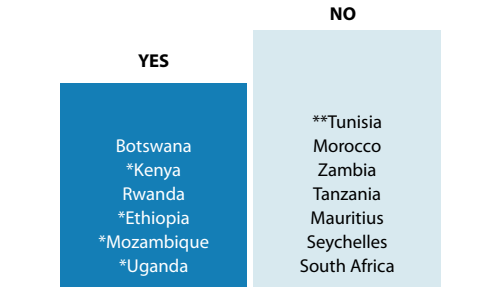 YES
Botswana
*Kenya
Rwanda
*Ethiopia
*Mozambique
*Uganda
NO
**Tunisia
Morocco
Zambia
Tanzania
Mauritius
Seychelles
South Africa